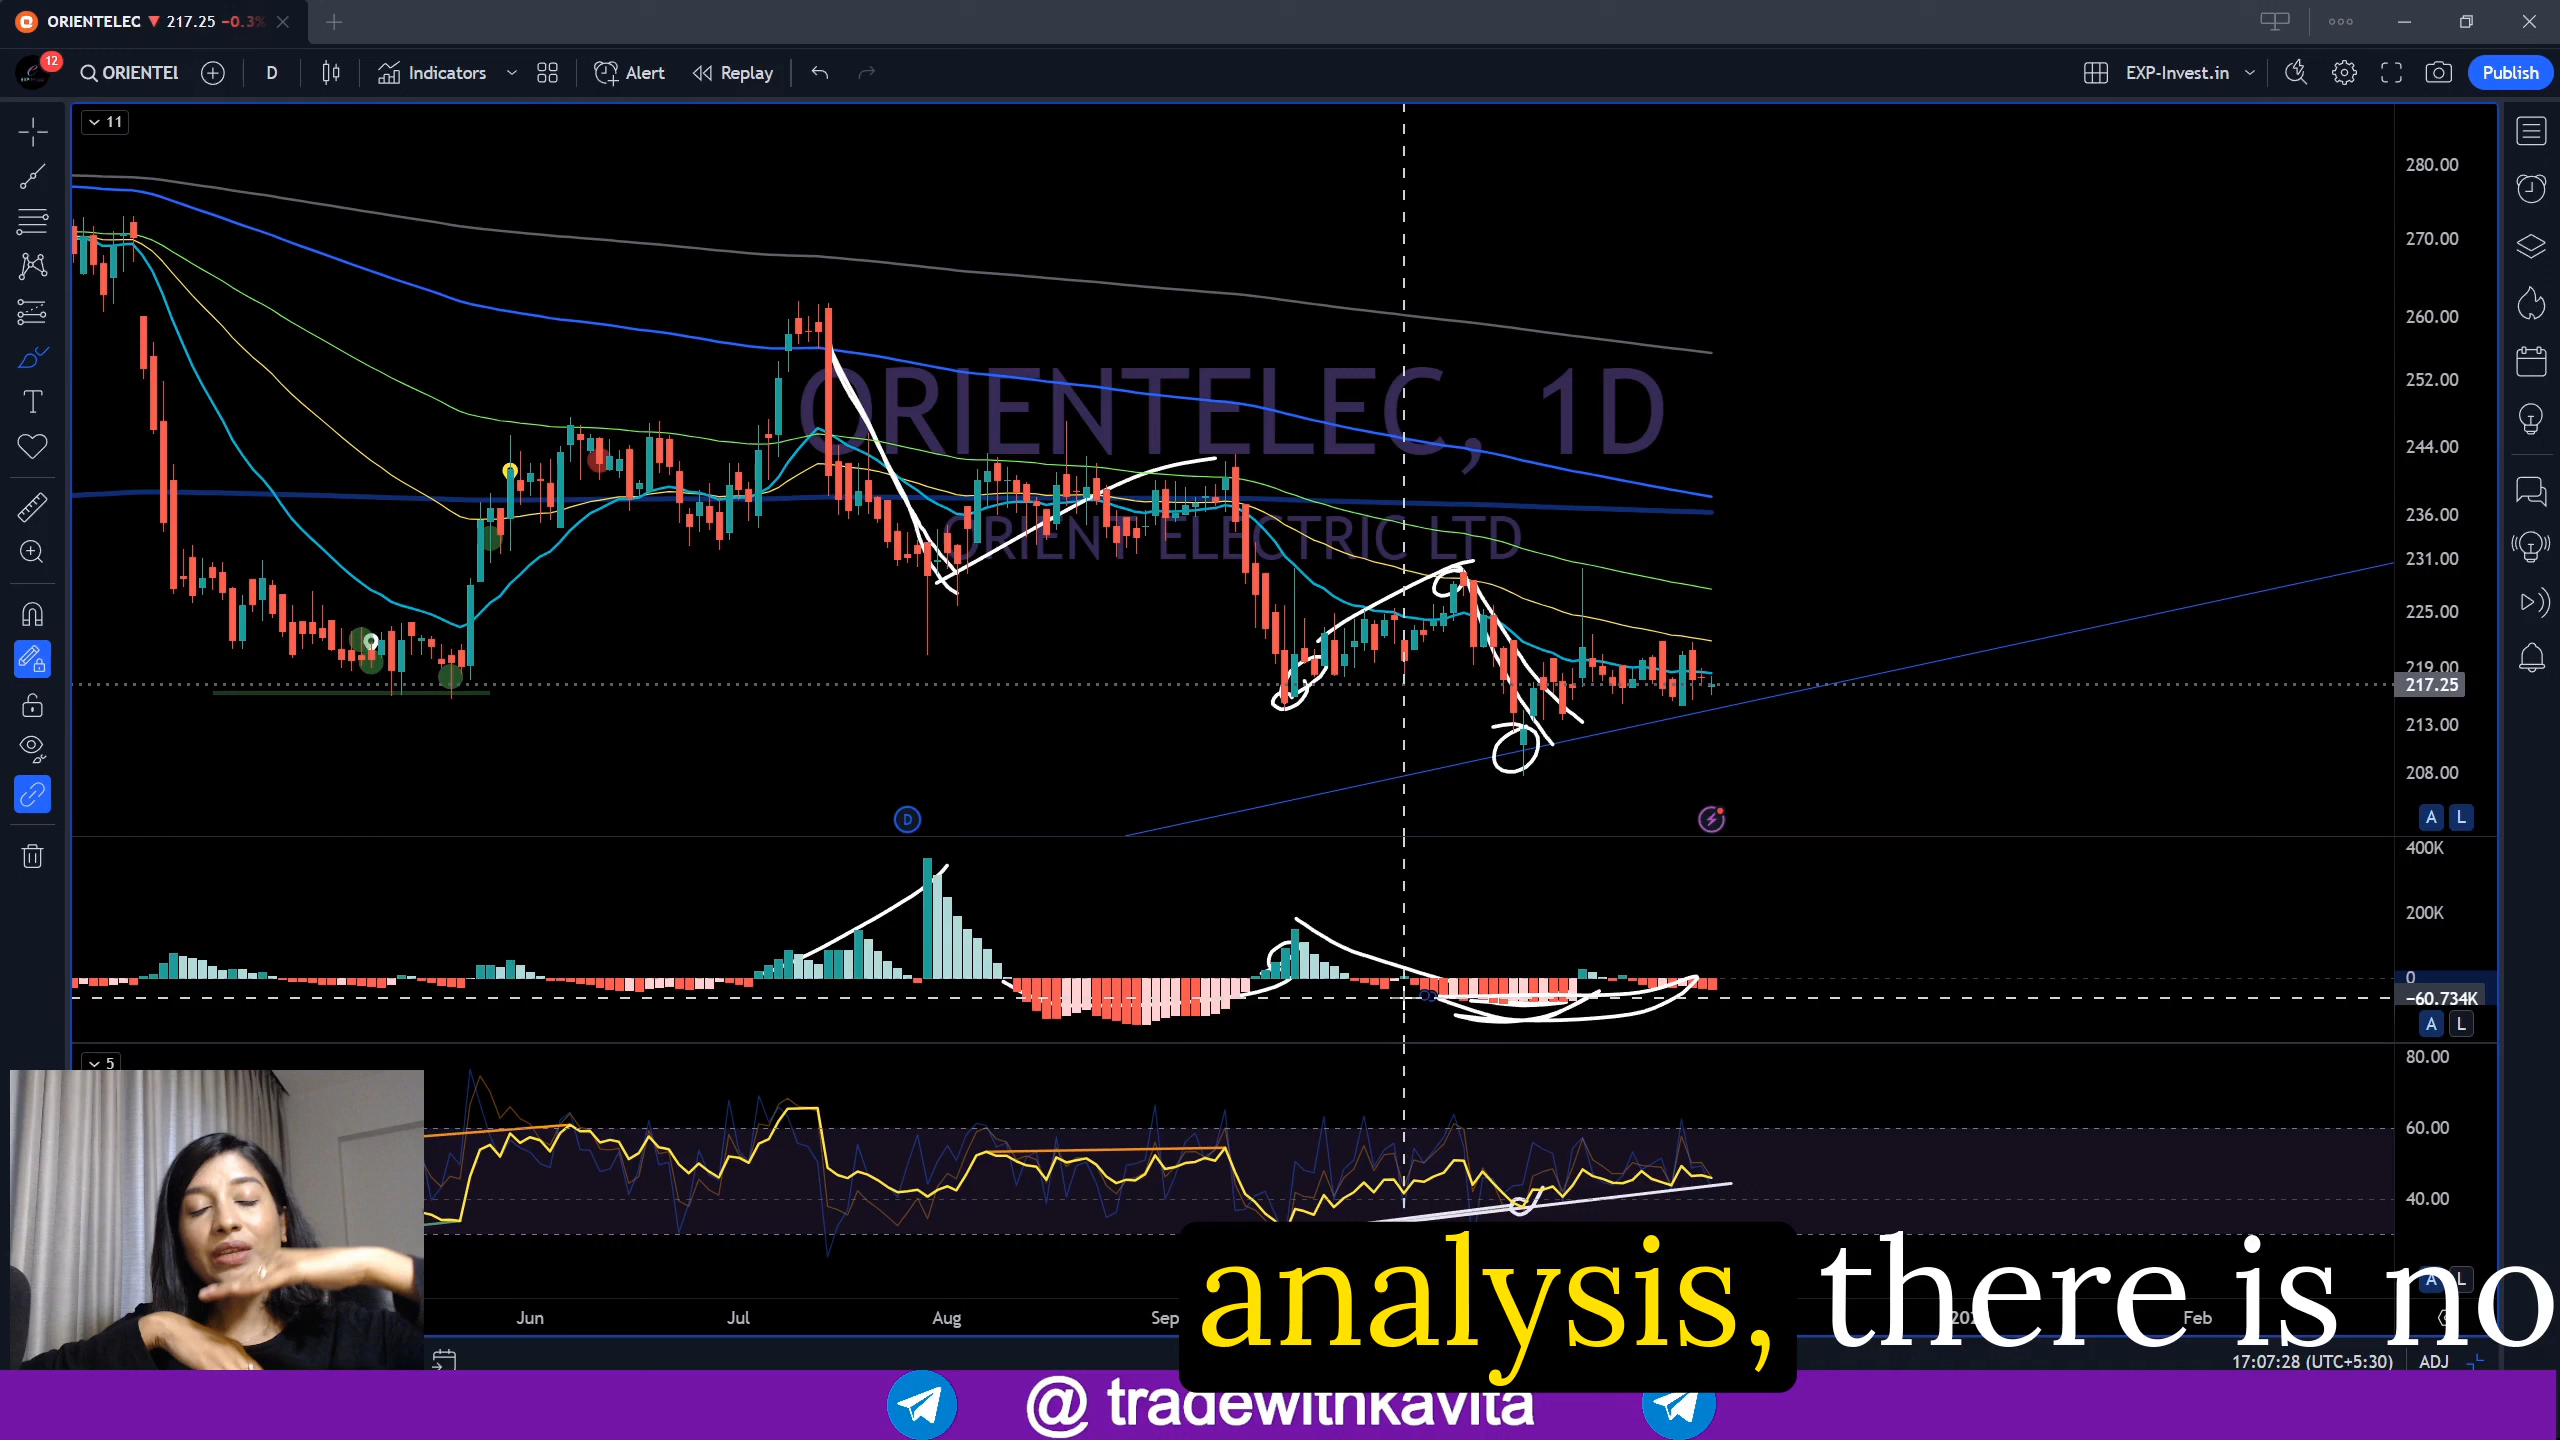 ORIENTELEC ▼ 217.25 −0.3%
12
ORIENTEL
D
Indicators
Alert
Replay
EXP-Invest.in
Publish
11
280.00
270.00
260.00
ORIENTELEC, 1D
252.00
244.00
236.00
ORIENT ELECTRIC LTD
231.00
225.00
219.00
217.25
213.00
208.00
D
A L
400K
200K
0
−60.734K
A L
5
80.00
60.00
40.00
A L
analysis, there is no
Jun
Jul
Aug
Sep
Feb
17:07:28 (UTC+5:30)
ADJ
@ tradewithkavita